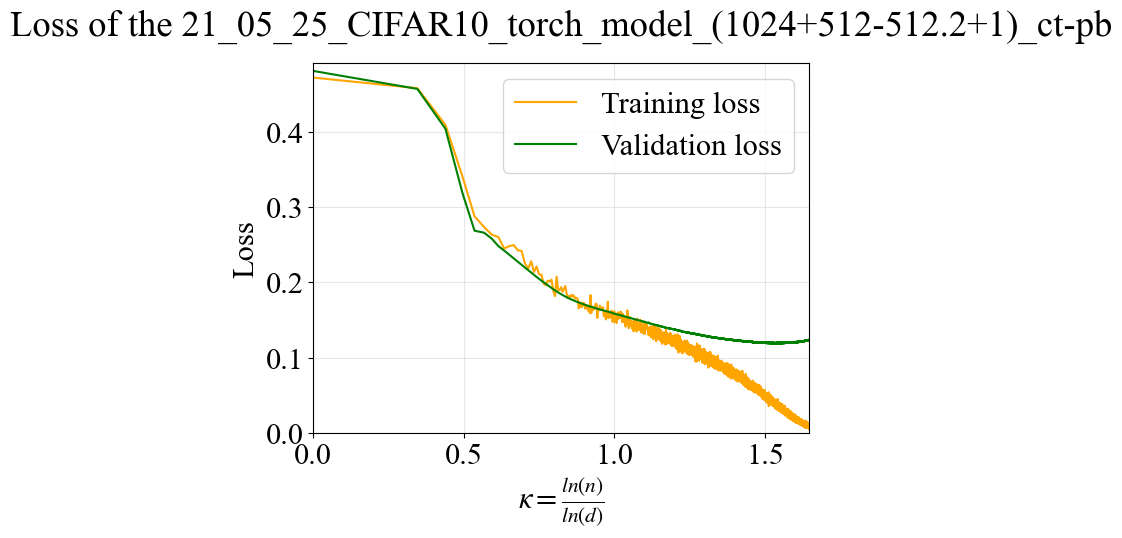 Loss of the 21_05_25_CIFAR10_torch_model_(1024+512-512.2+1)_ct-pb
Training loss
Validation loss
Loss
0.4
0.3
0.2
0.1
0.0
0.0 0.5 1.0 1.5
κ = ln(n) / ln(d)